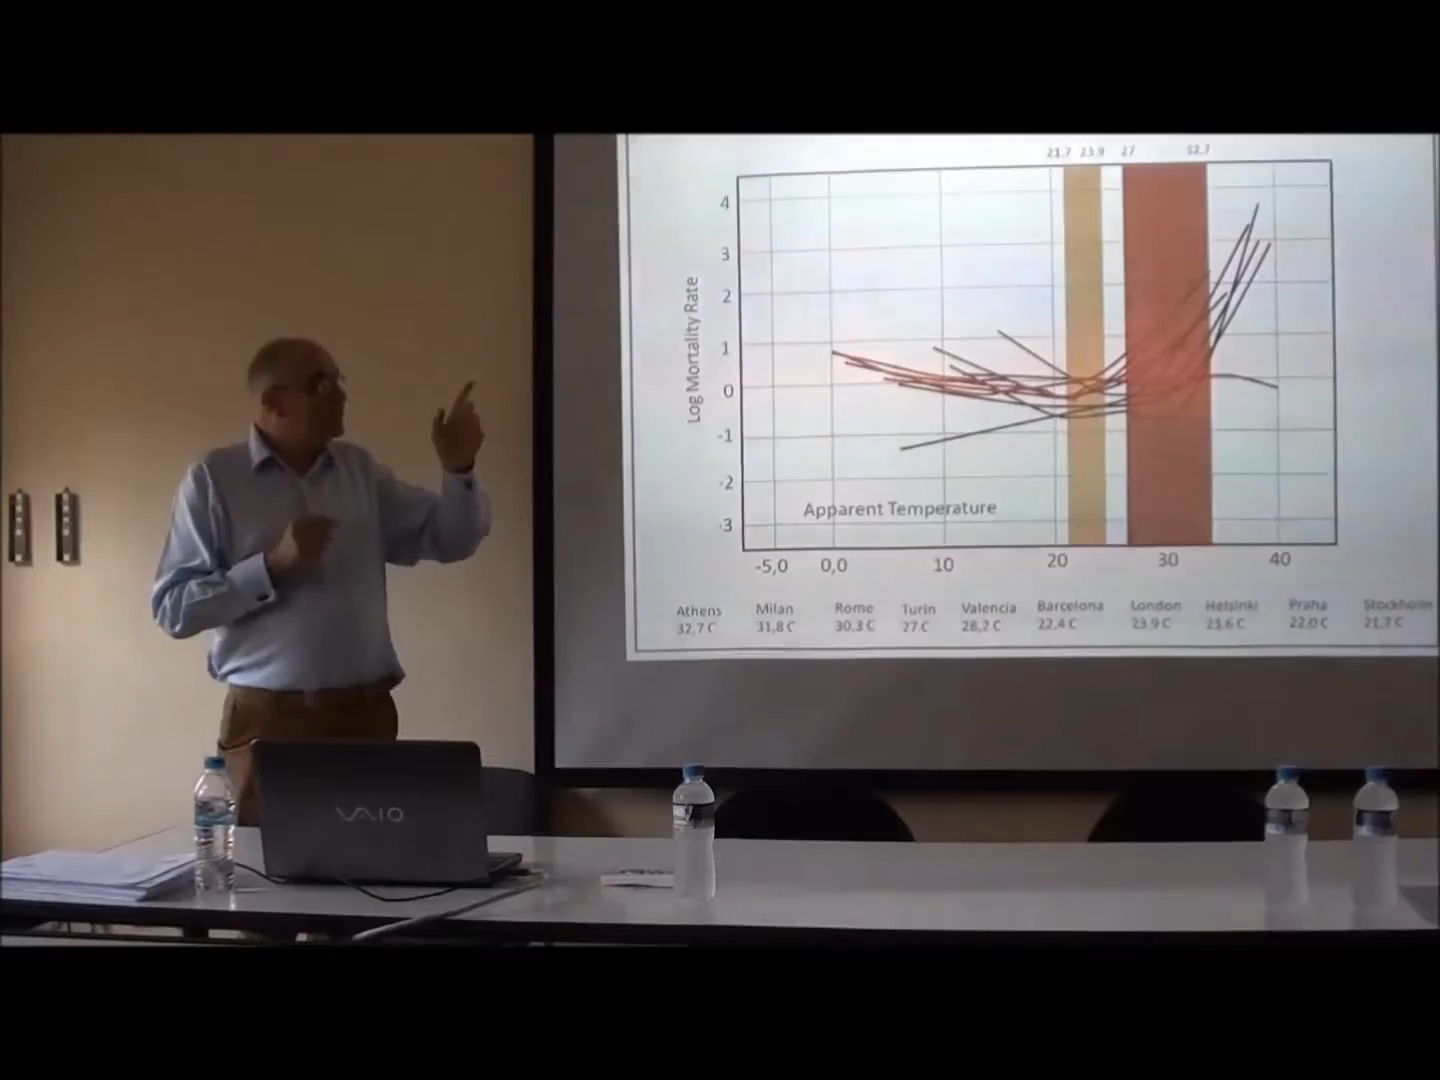 21.7 23.9 27 32.7
4
3
2
1
0
-1
-2
-3
Log Mortality Rate
Apparent Temperature
-5,0 0,0 10 20 30 40
Athens Milan Rome Turin Valencia Barcelona London Helsinki Praha Stockholm
32,7 C 31,8 C 30,3 C 27 C 28,2 C 22.4 C 23.9 C 23.6 C 22.0 C 21.7 C
VAIO